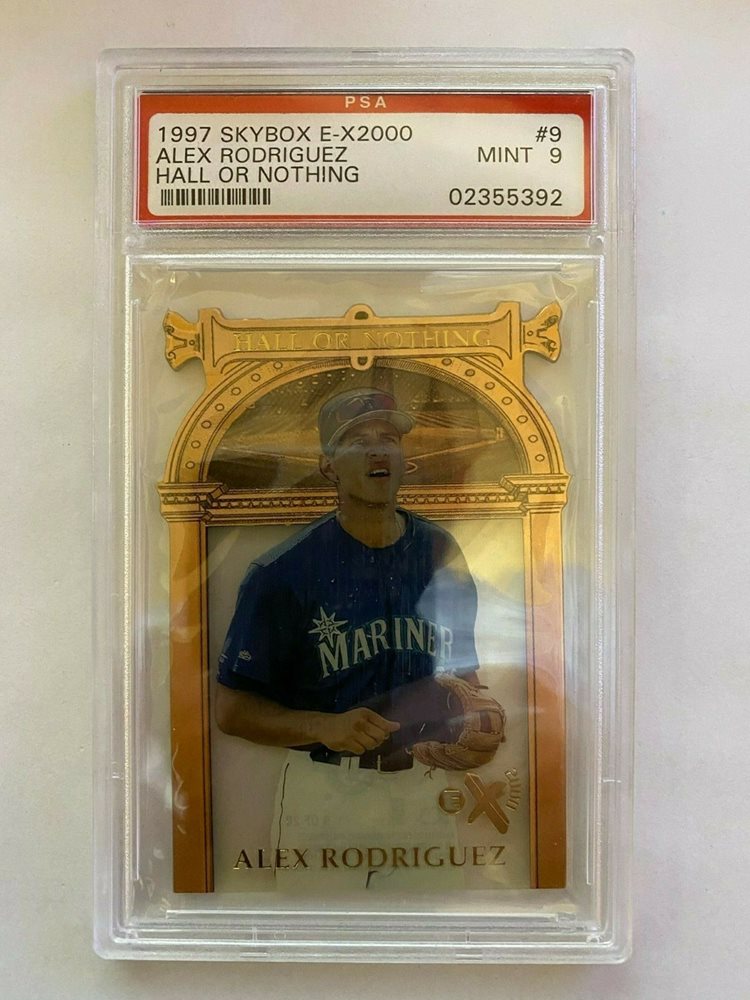 PSA
1997 SKYBOX E-X2000 #9
ALEX RODRIGUEZ MINT 9
HALL OR NOTHING
02355392
HALL OR NOTHING
MARINER
E X 2000
ALEX RODRIGUEZ